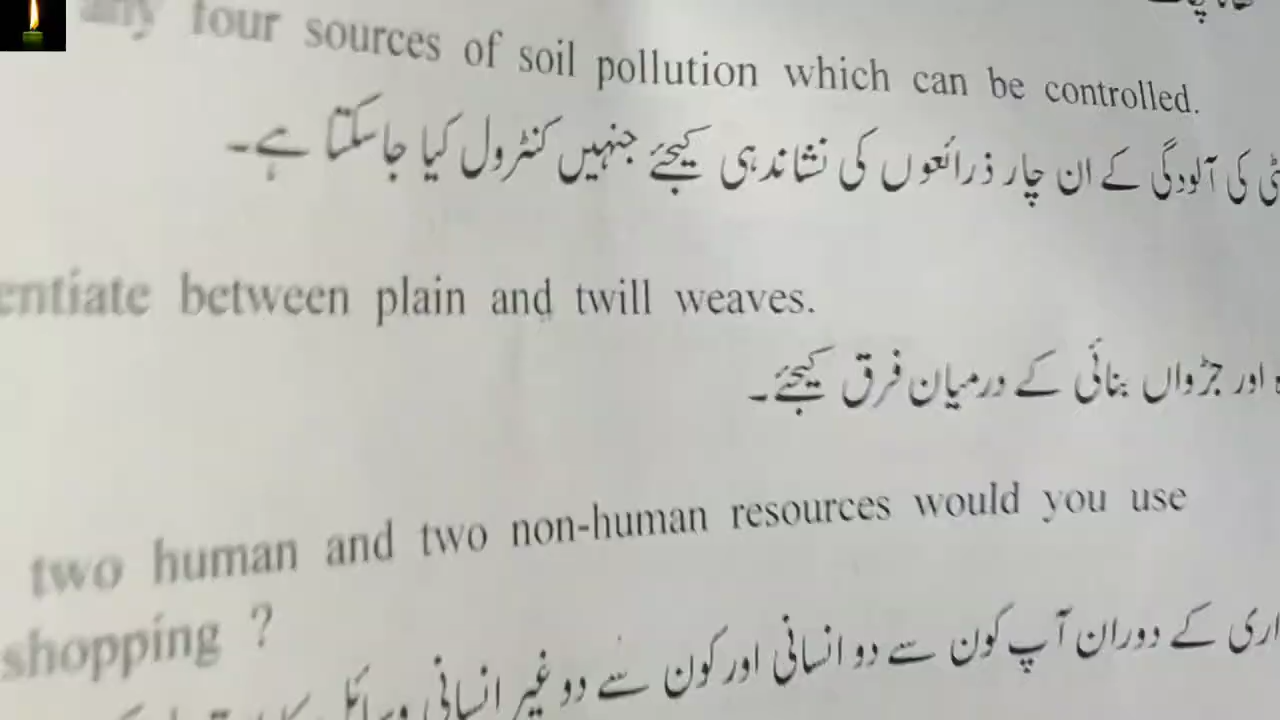 any four sources of soil pollution which can be controlled.
کی آلودگی کے ان چار ذرائعوں کی نشاندہی کیجئے جنہیں کنٹرول کیا جاسکتا ہے۔
entiate between plain and twill weaves.
اور جڑواں بنائی کے درمیان فرق کیجئے۔
two human and two non-human resources would you use
shopping ?
اری کے دوران آپ کون سے دو انسانی اور کون سے دو غیر انسانی